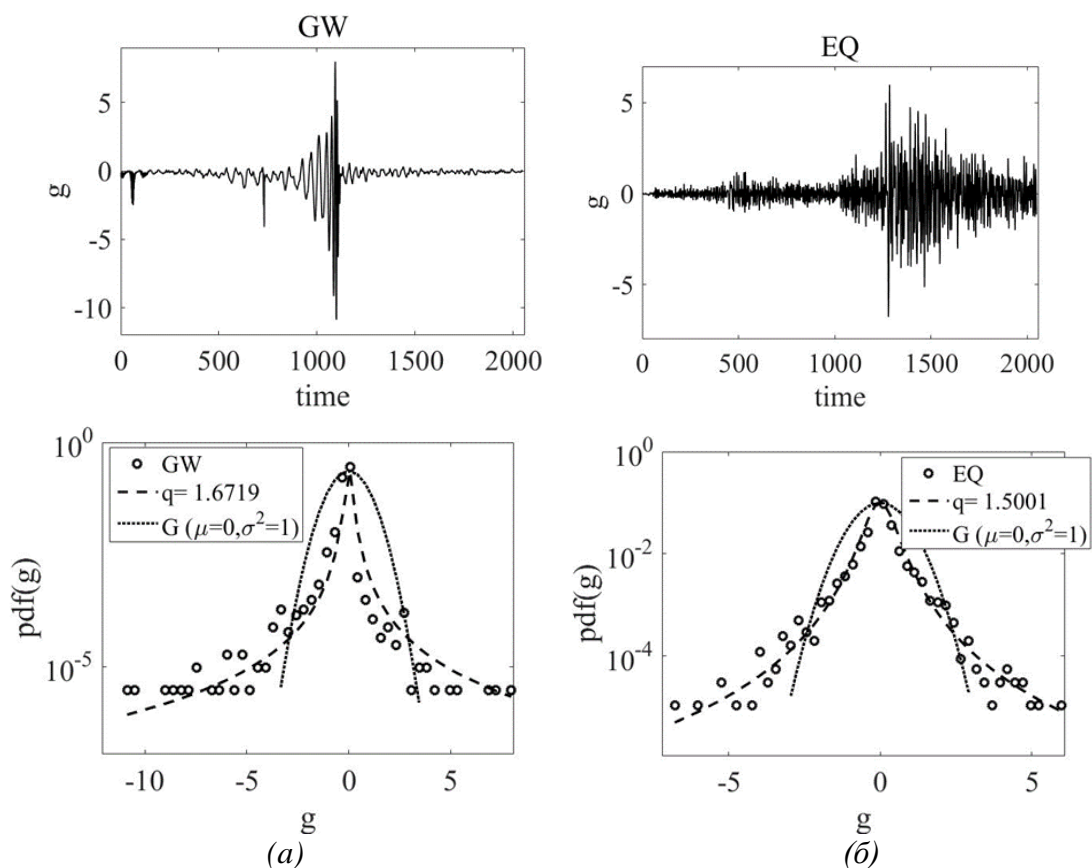 GW
5
0
-5
-10
g
0 500 1000 1500 2000
time
EQ
5
0
-5
g
0 500 1000 1500 2000
time
10^0
10^-5
pdf(g)
GW
q= 1.6719
G (μ=0,σ²=1)
-10 -5 0 5
g
(а)
10^0
10^-2
10^-4
pdf(g)
EQ
q= 1.5001
G (μ=0,σ²=1)
-5 0 5
g
(б)